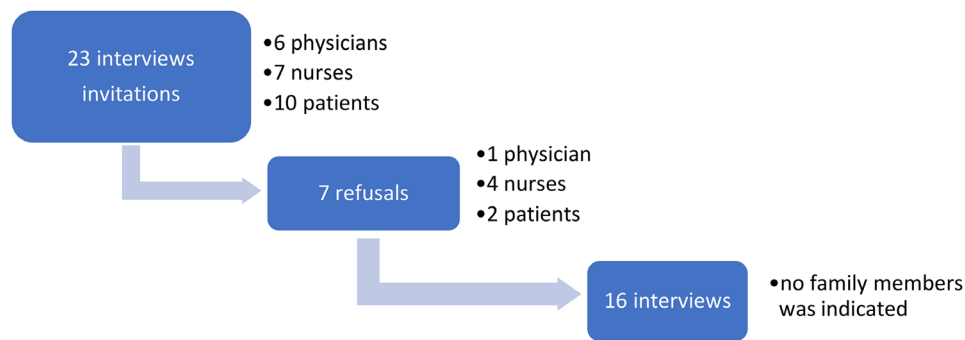 23 interviews
invitations
•6 physicians
•7 nurses
•10 patients
7 refusals
•1 physician
•4 nurses
•2 patients
16 interviews
•no family members
was indicated